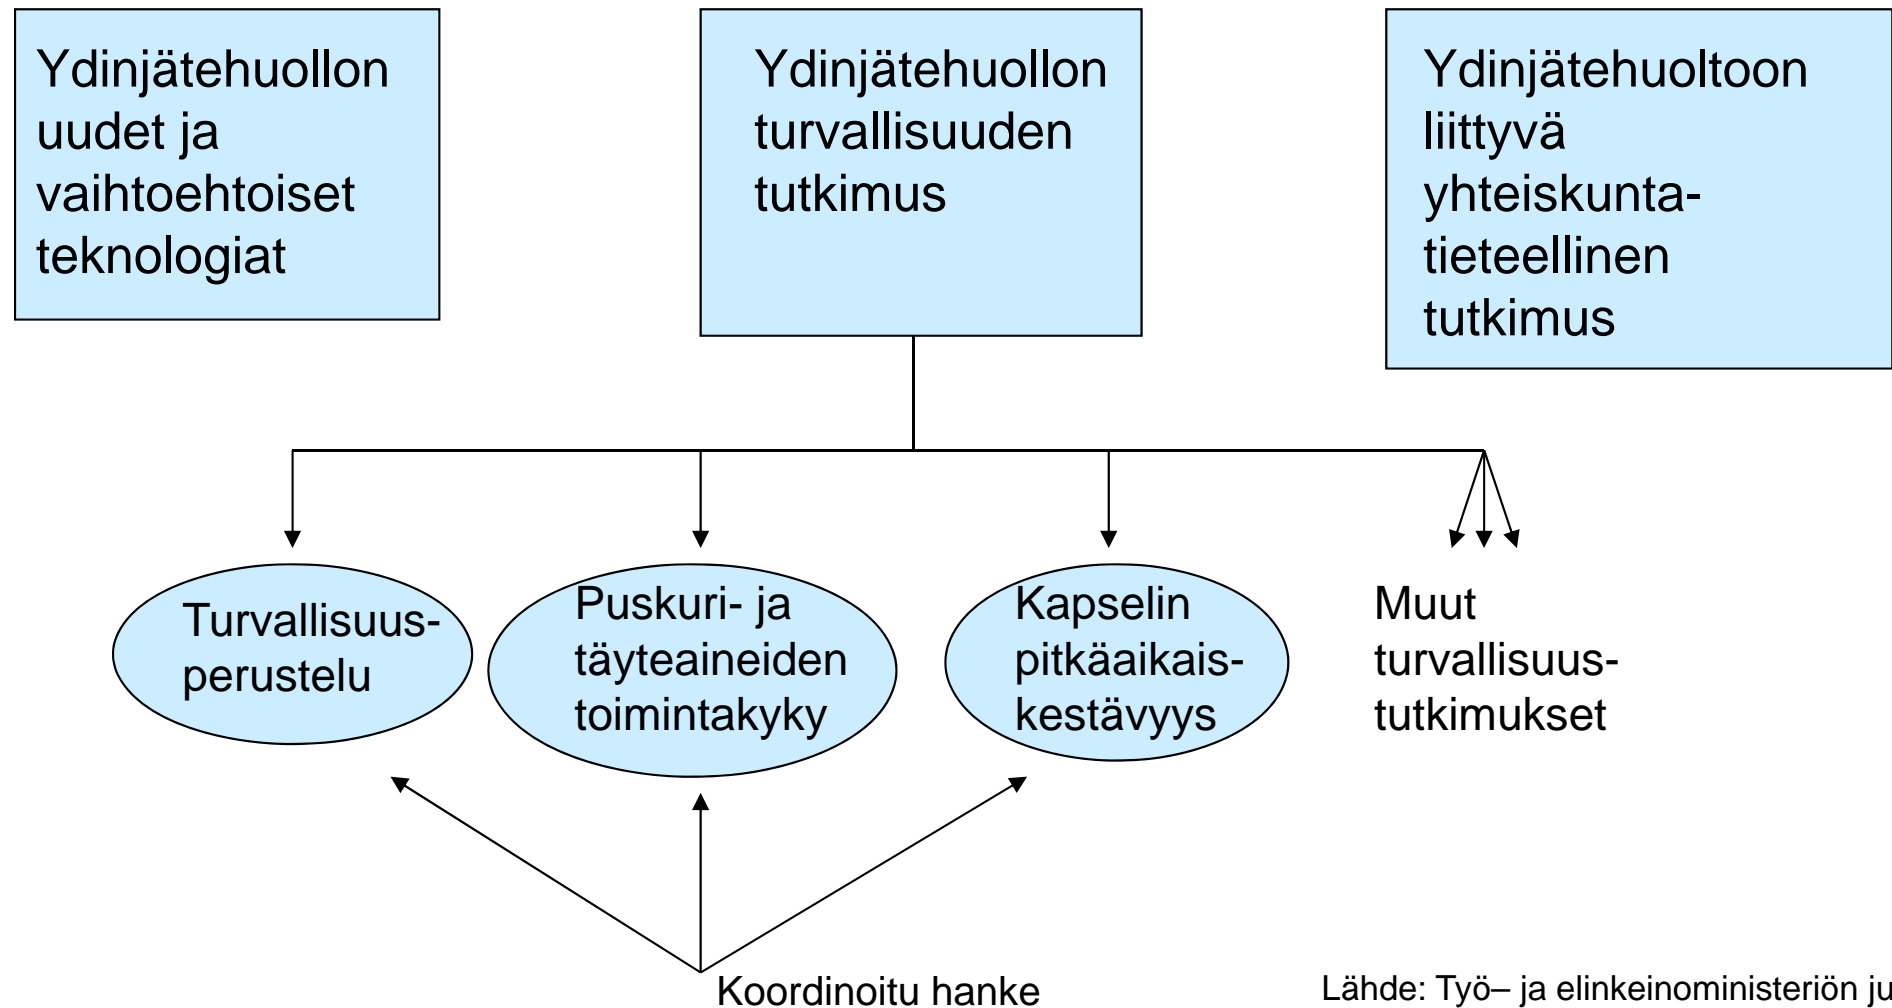 Ydinjätehuollon
uudet ja
vaihtoehtoiset
teknologiat
Ydinjätehuollon
turvallisuuden
tutkimus
Ydinjätehuoltoon
liittyvä
yhteiskunta-
tieteellinen
tutkimus
Turvallisuus-
perustelu
Puskuri- ja
täyteaineiden
toimintakyky
Kapselin
pitkäaikais-
kestävyys
Muut
turvallisuus-
tutkimukset
Koordinoitu hanke
Lähde: Työ– ja elinkeinoministeriön ju